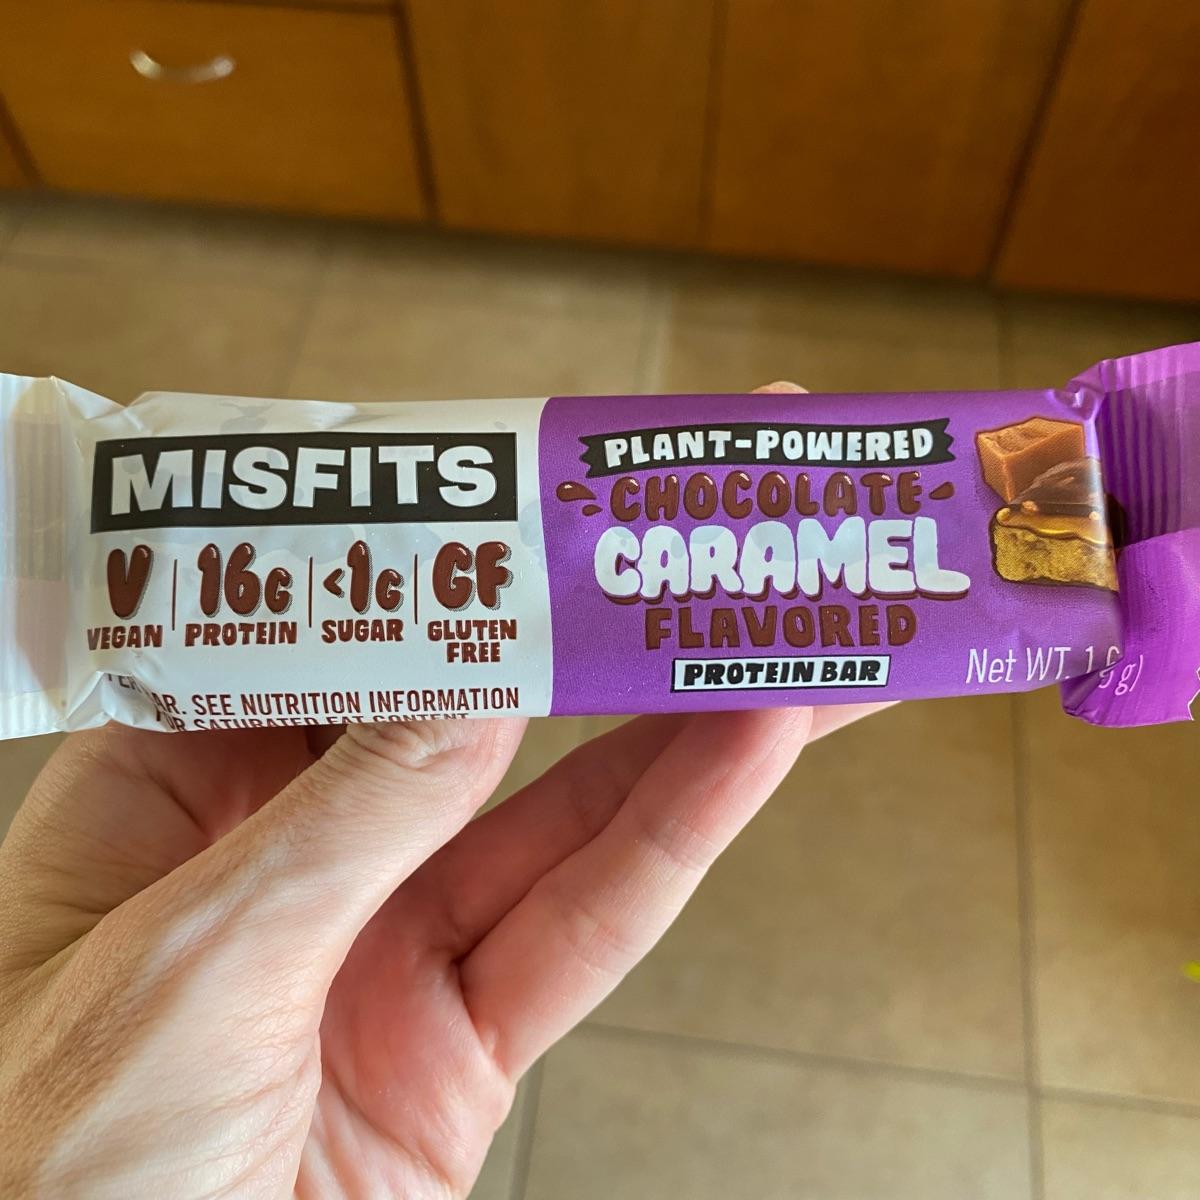 MISFITS
V
VEGAN
16G
PROTEIN
<1G
SUGAR
GF
GLUTEN
FREE
SEE NUTRITION INFORMATION
SATURATED FAT CONTENT
PLANT-POWERED
CHOCOLATE
CARAMEL
FLAVORED
PROTEIN BAR
Net WT.